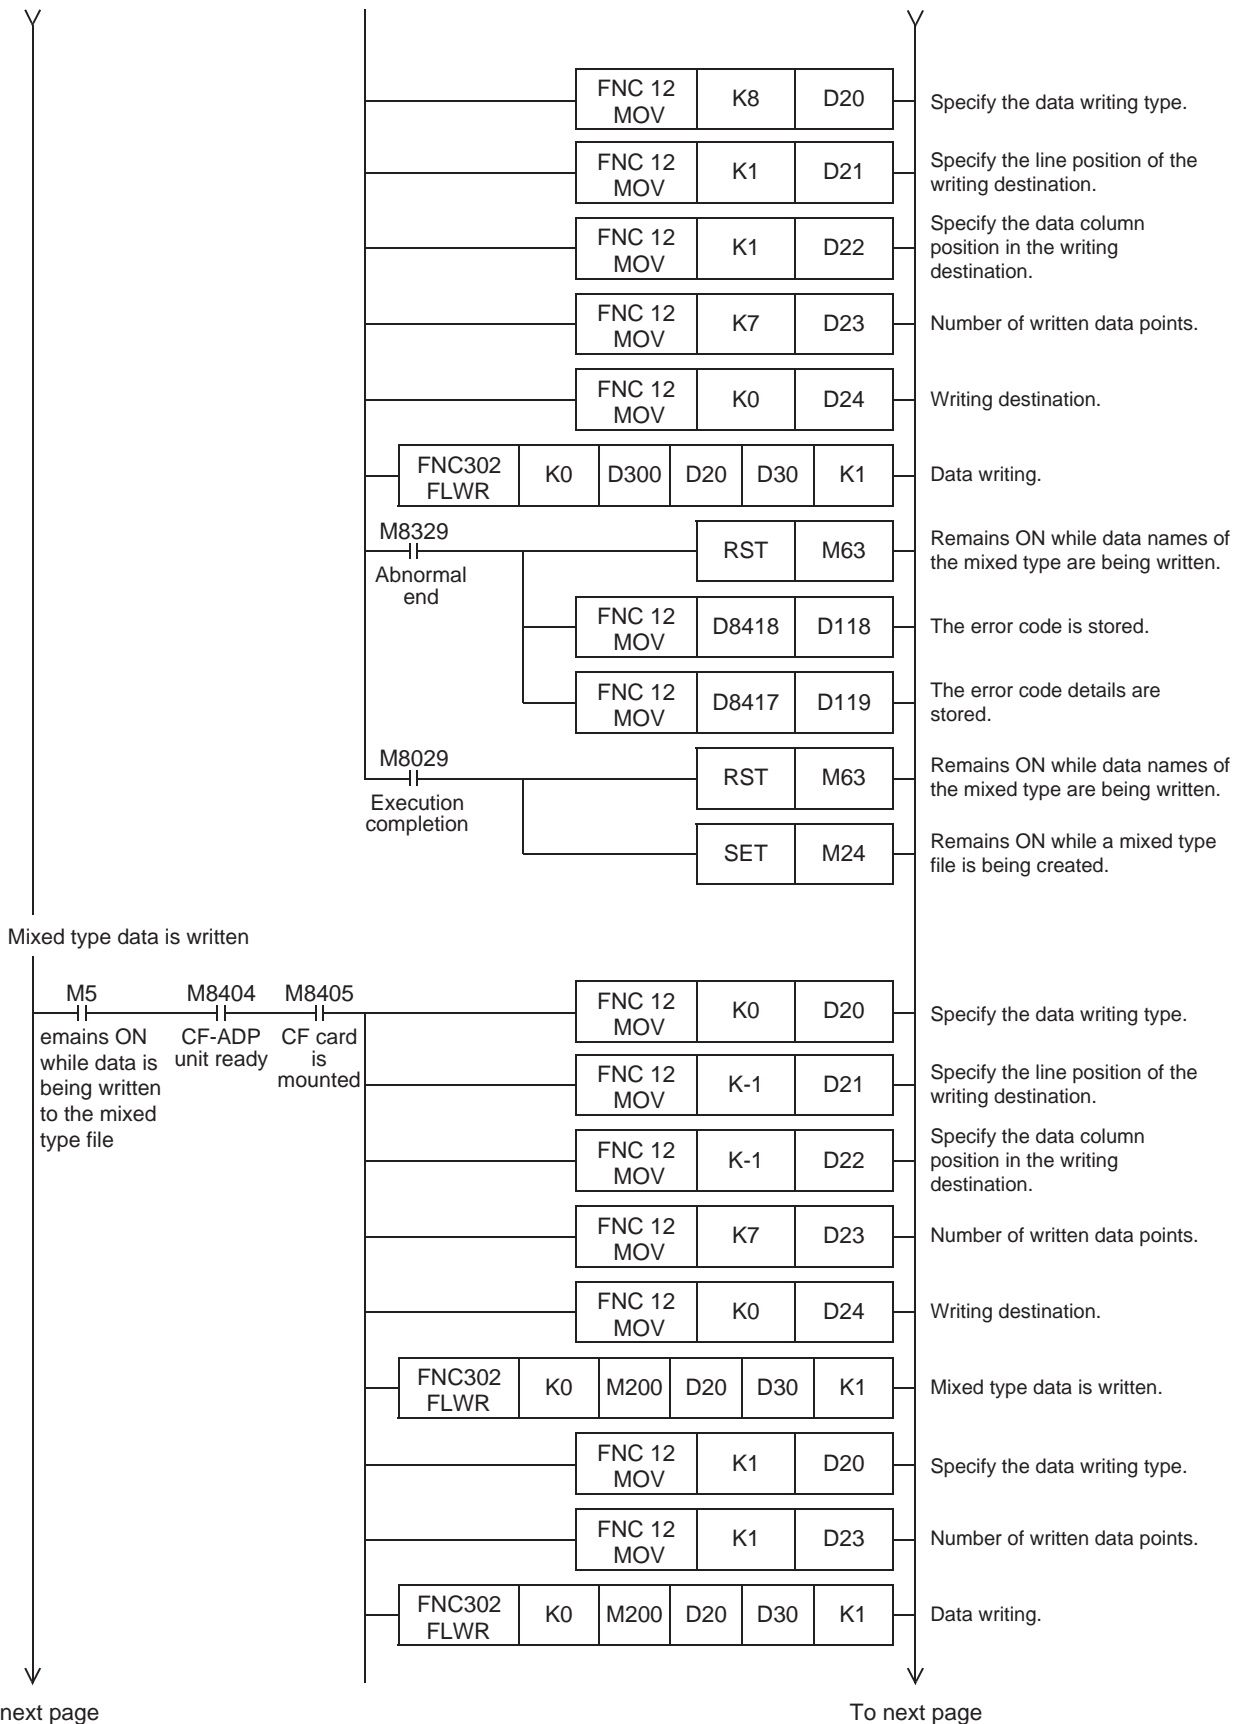 FNC 12 K8 D20 Specify the data writing type.
MOV
FNC 12 K1 D21 Specify the line position of the
MOV writing destination.
FNC 12 K1 D22 Specify the data column
MOV position in the writing
destination.
FNC 12 K7 D23 Number of written data points.
MOV
FNC 12 K0 D24 Writing destination.
MOV
FNC302 K0 D300 D20 D30 K1 Data writing.
FLWR
M8329 RST M63 Remains ON while data names of
the mixed type are being written.
Abnormal
end
FNC 12 D8418 D118 The error code is stored.
MOV
FNC 12 D8417 D119 The error code details are
MOV stored.
M8029 RST M63 Remains ON while data names of
the mixed type are being written.
Execution
completion
SET M24 Remains ON while a mixed type
file is being created.
Mixed type data is written
M5 M8404 M8405
emains ON
while data is
being written
to the mixed
type file
CF-ADP
unit ready
CF card
is
mounted
FNC 12 K0 D20 Specify the data writing type.
MOV
FNC 12 K-1 D21 Specify the line position of the
MOV writing destination.
FNC 12 K-1 D22 Specify the data column
MOV position in the writing
destination.
FNC 12 K7 D23 Number of written data points.
MOV
FNC 12 K0 D24 Writing destination.
MOV
FNC302 K0 M200 D20 D30 K1 Mixed type data is written.
FLWR
FNC 12 K1 D20 Specify the data writing type.
MOV
FNC 12 K1 D23 Number of written data points.
MOV
FNC302 K0 M200 D20 D30 K1 Data writing.
FLWR
next page To next page